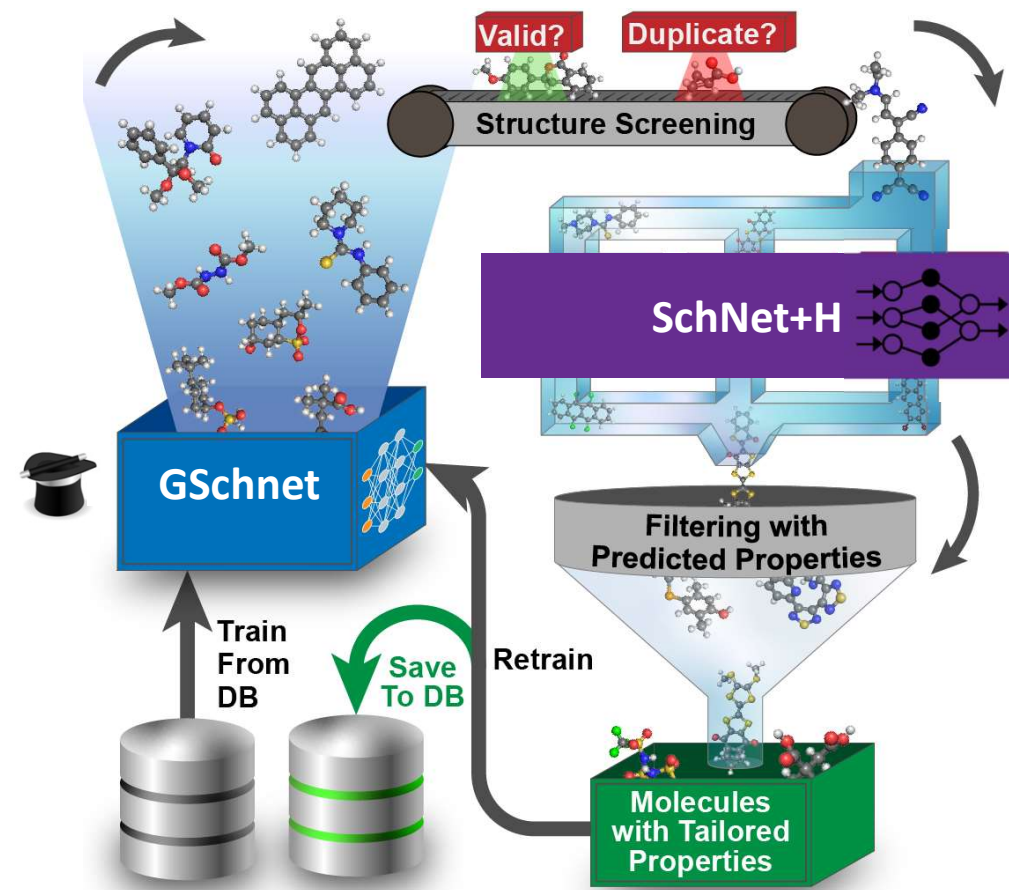 Valid?
Duplicate?
Structure Screening
SchNet+H
GSchnet
Filtering with
Predicted Properties
Train
From
DB
Save
To DB
Retrain
Molecules
with Tailored
Properties